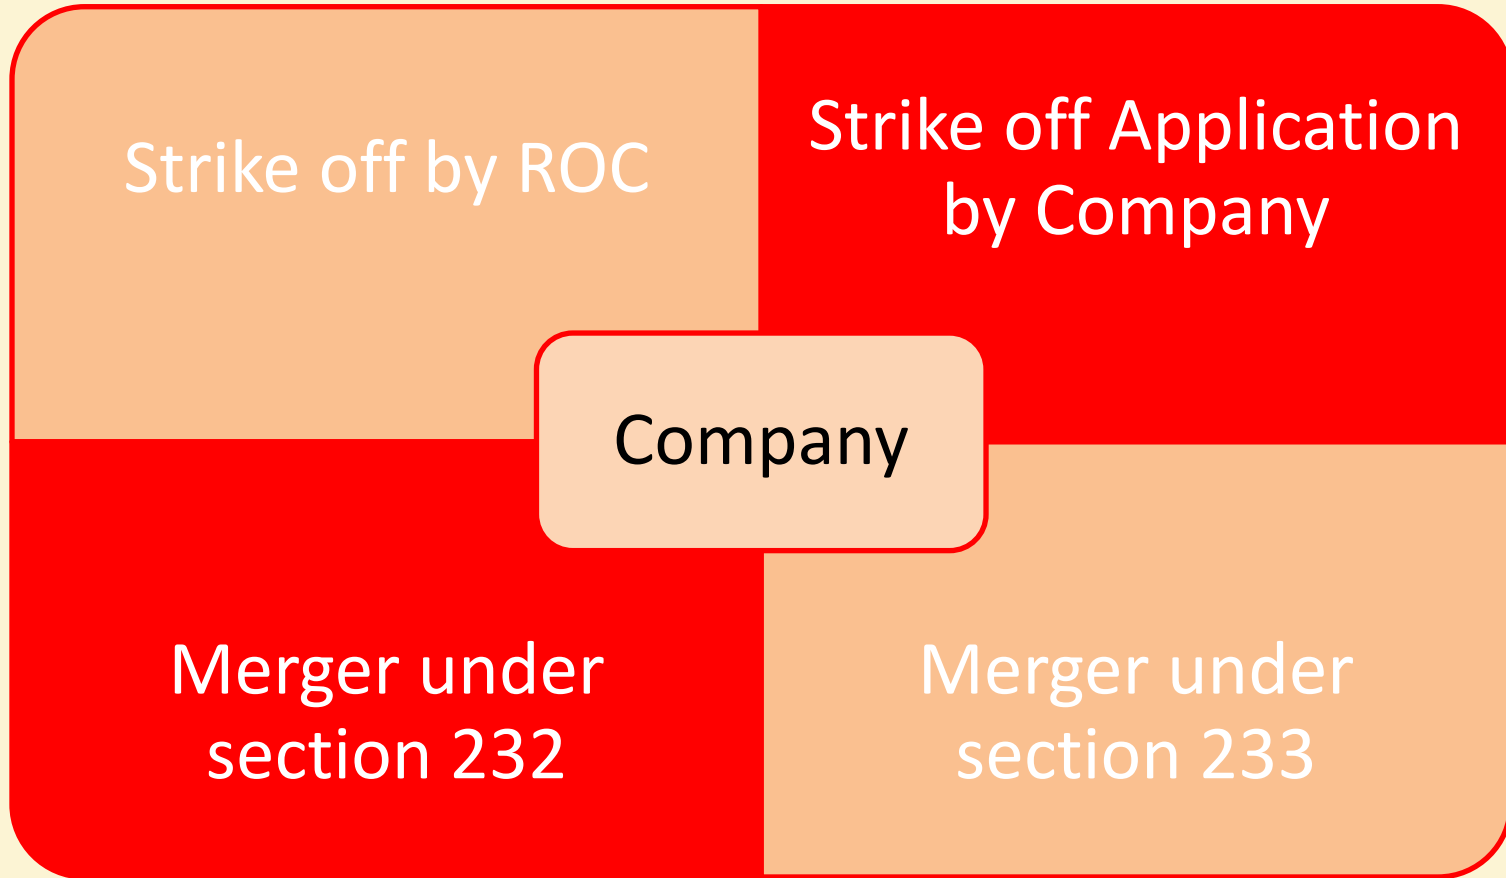 Strike off by ROC
Strike off Application
by Company
Company
Merger under
section 232
Merger under
section 233